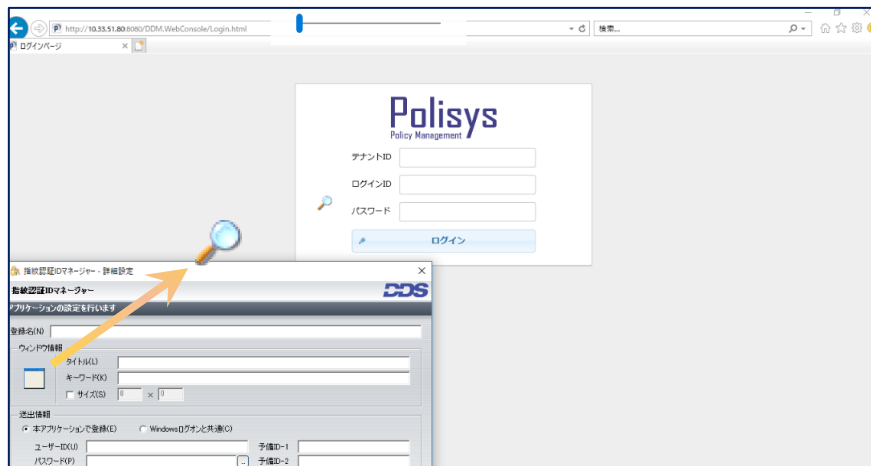 http://10.33.51.80:8080/DDM.WebConsole/Login.html
検索...
ログインページ
Polisys
Policy Management
テナントID
ログインID
パスワード
ログイン
指紋認証IDマネージャー - 詳細設定
指紋認証IDマネージャー
DDS
アプリケーションの設定を行います
登録名(N)
ウィンドウ情報
タイトル(L)
キーワード(K)
サイズ(S) 0 × 0
送出情報
本アプリケーションで登録(E) Windowsログオンと共通(C)
ユーザーID(U) 予備ID-1
パスワード(P) .. 予備ID-2